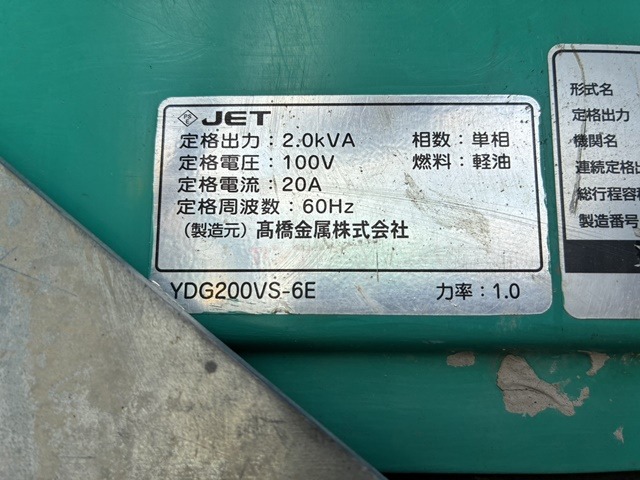 PS
E
JET
定格出力：2.0kVA 相数：単相
定格電圧：100V 燃料：軽油
定格電流：20A
定格周波数：60Hz
（製造元）髙橋金属株式会社
YDG200VS-6E 力率：1.0
形式名
定格出力
機関名
連続定格出
総行程容積
製造番号